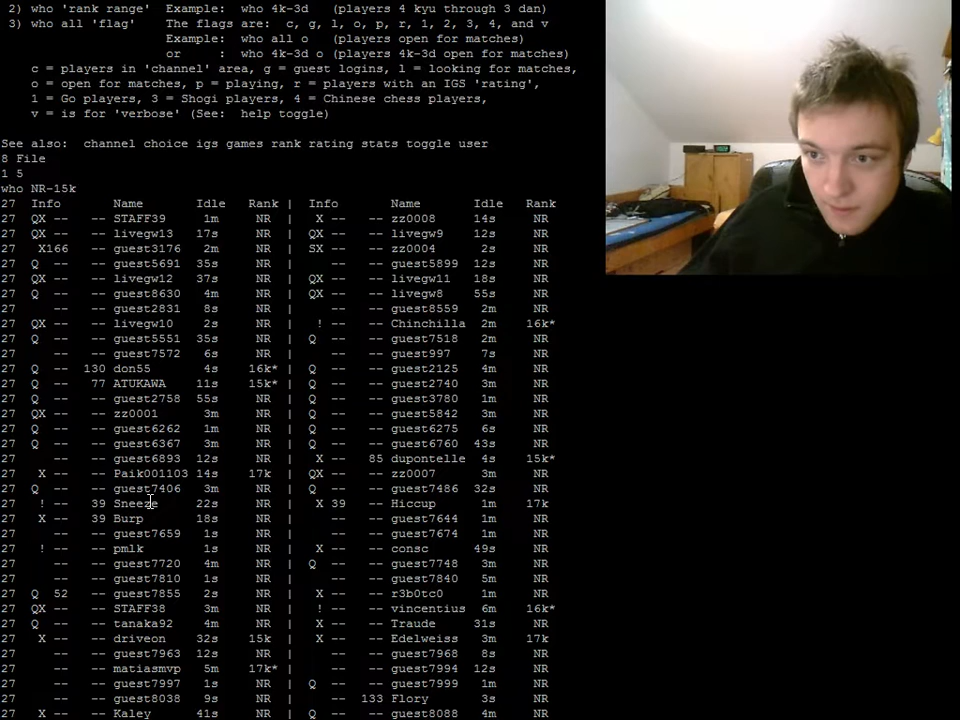 2) who 'rank range' Example: who 4k-3d (players 4 kyu through 3 dan)
3) who all 'flag' The flags are: c, g, l, o, p, r, 1, 2, 3, 4, and v
Example: who all o (players open for matches)
or : who 4k-3d o (players 4k-3d open for matches)
c = players in 'channel' area, g = guest logins, l = looking for matches,
o = open for matches, p = playing, r = players with an IGS 'rating',
1 = Go players, 3 = Shogi players, 4 = Chinese chess players,
v = is for 'verbose' (See: help toggle)
See also: channel choice igs games rank rating stats toggle user
8 File
1 5
who NR-15k
27 Info Name Idle Rank | Info Name Idle Rank
27 QX -- -- STAFF39 1m NR | X -- -- zz0008 14s NR
27 QX -- -- livegw13 17s NR | QX -- -- livegw9 12s NR
27 X166 -- guest3176 2m NR | SX -- -- zz0004 2s NR
27 Q -- -- guest5691 35s NR | -- -- guest5899 12s NR
27 QX -- -- livegw12 37s NR | QX -- -- livegw11 18s NR
27 Q -- -- guest8630 4m NR | QX -- -- livegw8 55s NR
27 -- -- guest2831 8s NR | -- -- guest8559 2m NR
27 QX -- -- livegw10 2s NR | ! -- -- Chinchilla 2m 16k*
27 Q -- -- guest5551 35s NR | Q -- -- guest7518 2m NR
27 -- -- guest7572 6s NR | -- -- guest997 7s NR
27 Q -- 130 don55 4s 16k* | Q -- -- guest2125 4m NR
27 Q -- 77 ATUKAWA 11s 15k* | Q -- -- guest2740 3m NR
27 Q -- -- guest2758 55s NR | Q -- -- guest3780 1m NR
27 QX -- -- zz0001 3m NR | Q -- -- guest5842 3m NR
27 Q -- -- guest6262 1m NR | Q -- -- guest6275 6s NR
27 Q -- -- guest6367 3m NR | Q -- -- guest6760 43s NR
27 -- -- guest6893 12s NR | X -- 85 dupontelle 4s 15k*
27 X -- -- Paik001103 14s 17k | QX -- -- zz0007 3m NR
27 Q -- -- guest7406 3m NR | Q -- -- guest7486 32s NR
27 ! -- 39 Sneeze 22s NR | X 39 -- Hiccup 1m 17k
27 X -- 39 Burp 18s NR | -- -- guest7644 1m NR
27 -- -- guest7659 1s NR | -- -- guest7674 1m NR
27 ! -- -- pmlk 1s NR | X -- -- consc 49s NR
27 -- -- guest7720 4m NR | Q -- -- guest7748 3m NR
27 -- -- guest7810 1s NR | -- -- guest7840 5m NR
27 Q 52 -- guest7855 2s NR | X -- -- r3b0tc0 1m NR
27 QX -- -- STAFF38 3m NR | ! -- -- vincentius 6m 16k*
27 Q -- -- tanaka92 4m NR | X -- -- Traude 31s NR
27 X -- -- driveon 32s 15k | X -- -- Edelweiss 3m 17k
27 -- -- guest7963 12s NR | -- -- guest7968 8s NR
27 -- -- matiasmvp 5m 17k* | -- -- guest7994 12s NR
27 -- -- guest7997 1s NR | Q -- -- guest7999 1m NR
27 -- -- guest8038 9s NR | -- 133 Flory 3s NR
27 X -- -- Kaley 41s NR | Q -- -- guest8088 4m NR